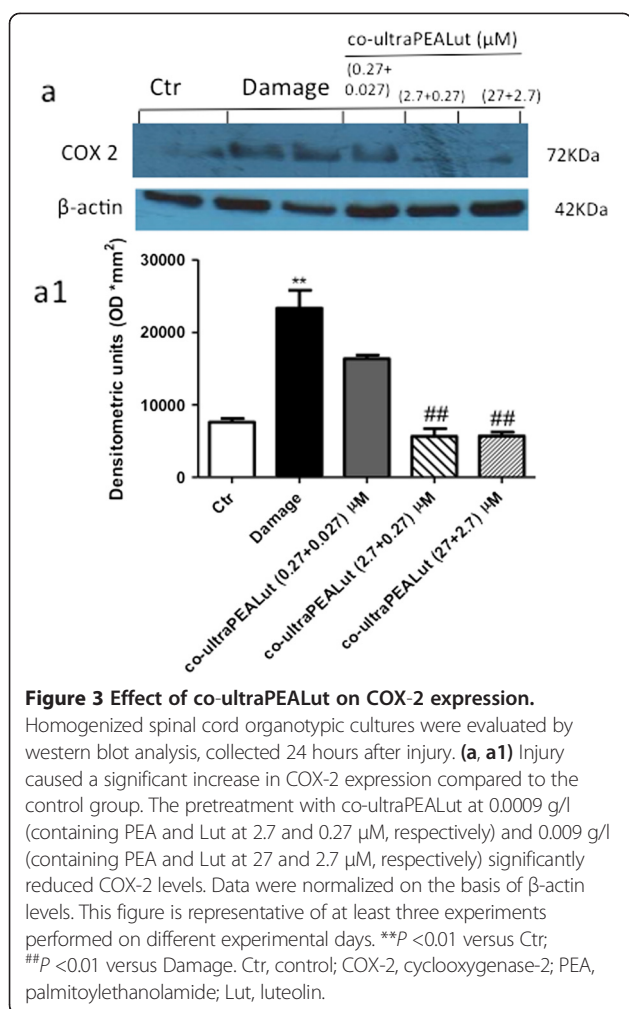 co-ultraPEALut (µM)
a
Ctr
Damage
(0.27+
0.027)
(2.7+0.27)
(27+2.7)
COX 2
72KDa
β-actin
42KDa
a1
Densitometric units (OD *mm²)
30000
20000
10000
0
**
##
##
Ctr
Damage
co-ultraPEALut (0.27+0.027) µM
co-ultraPEALut (2.7+0.27) µM
co-ultraPEALut (27+2.7) µM
Figure 3 Effect of co-ultraPEALut on COX-2 expression.
Homogenized spinal cord organotypic cultures were evaluated by
western blot analysis, collected 24 hours after injury. (a, a1) Injury
caused a significant increase in COX-2 expression compared to the
control group. The pretreatment with co-ultraPEALut at 0.0009 g/l
(containing PEA and Lut at 2.7 and 0.27 µM, respectively) and 0.009 g/l
(containing PEA and Lut at 27 and 2.7 µM, respectively) significantly
reduced COX-2 levels. Data were normalized on the basis of β-actin
levels. This figure is representative of at least three experiments
performed on different experimental days. **P <0.01 versus Ctr;
##P <0.01 versus Damage. Ctr, control; COX-2, cyclooxygenase-2; PEA,
palmitoylethanolamide; Lut, luteolin.